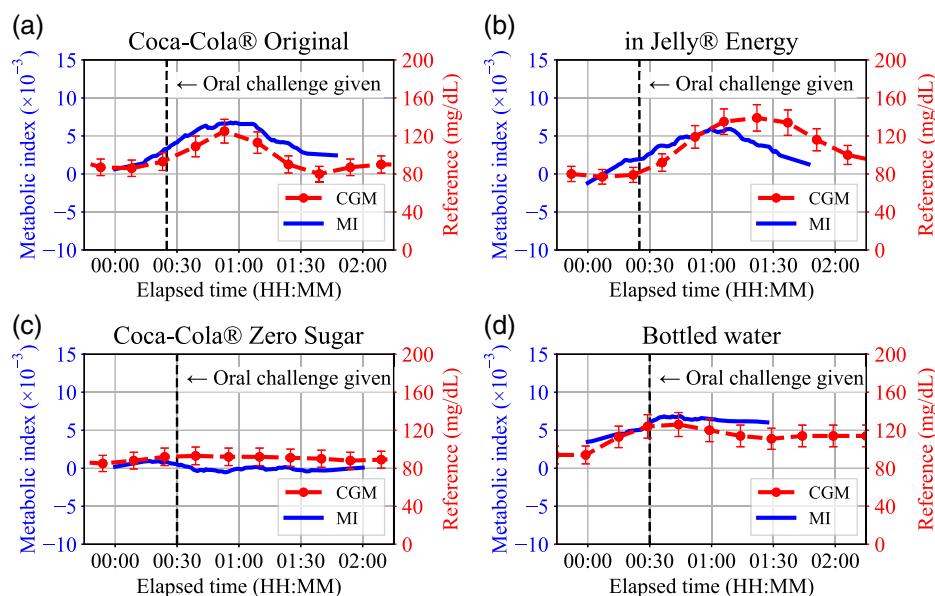 (a)
Coca-Cola® Original
Metabolic index (×10⁻³)
15
10
5
0
−5
−10
← Oral challenge given
CGM
MI
200
160
120
80
40
0
Reference (mg/dL)
00:00 00:30 01:00 01:30 02:00
Elapsed time (HH:MM)
(b)
in Jelly® Energy
Metabolic index (×10⁻³)
15
10
5
0
−5
−10
← Oral challenge given
CGM
MI
200
160
120
80
40
0
Reference (mg/dL)
00:00 00:30 01:00 01:30 02:00
Elapsed time (HH:MM)
(c)
Coca-Cola® Zero Sugar
Metabolic index (×10⁻³)
15
10
5
0
−5
−10
← Oral challenge given
CGM
MI
200
160
120
80
40
0
Reference (mg/dL)
00:00 00:30 01:00 01:30 02:00
Elapsed time (HH:MM)
(d)
Bottled water
Metabolic index (×10⁻³)
15
10
5
0
−5
−10
← Oral challenge given
CGM
MI
200
160
120
80
40
0
Reference (mg/dL)
00:00 00:30 01:00 01:30 02:00
Elapsed time (HH:MM)